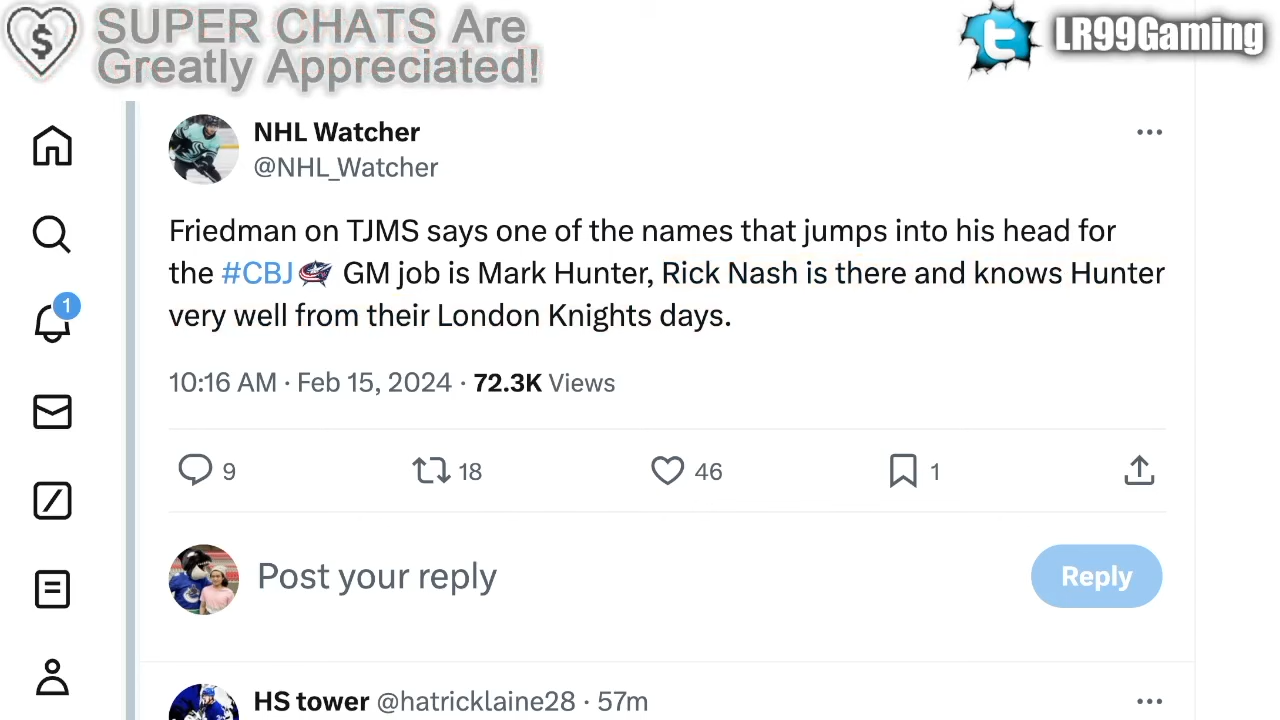 SUPER CHATS Are
Greatly Appreciated!
LR99Gaming
NHL Watcher
@NHL_Watcher
Friedman on TJMS says one of the names that jumps into his head for
the #CBJ GM job is Mark Hunter, Rick Nash is there and knows Hunter
very well from their London Knights days.
10:16 AM · Feb 15, 2024 · 72.3K Views
1
9 18 46 1
Post your reply
Reply
HS tower @hatricklaine28 · 57m